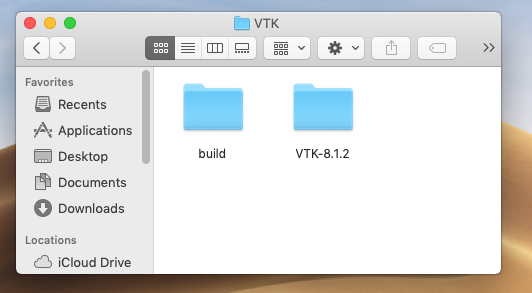 VTK
Favorites
Recents
Applications
Desktop
Documents
Downloads
Locations
iCloud Drive
build
VTK-8.1.2